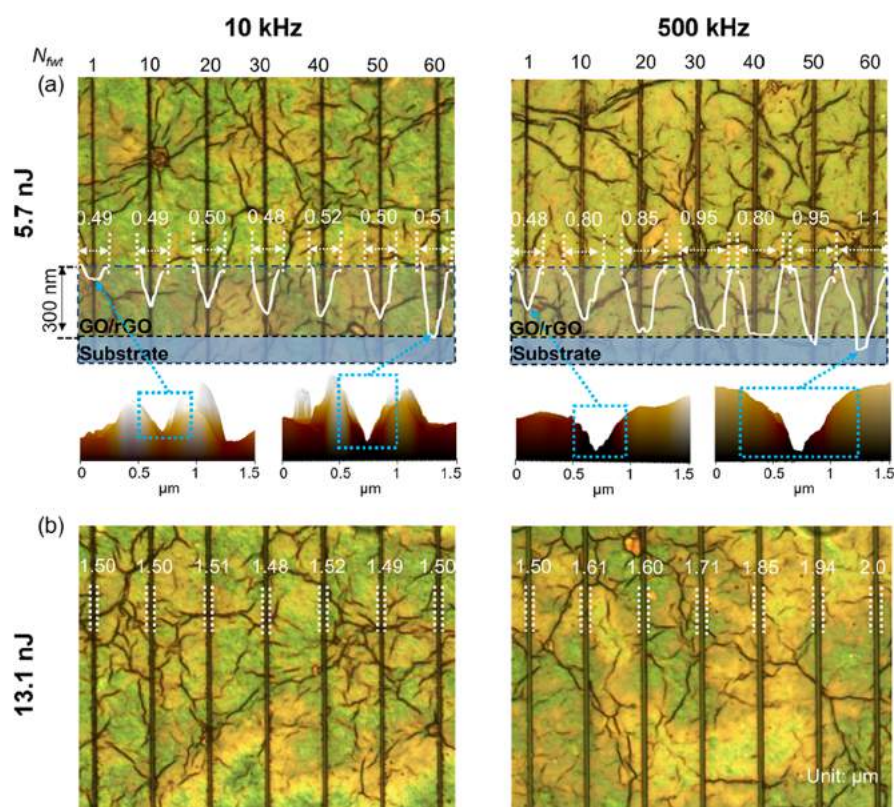 10 kHz 500 kHz
N_fwt 1 10 20 30 40 50 60 1 10 20 30 40 50 60
(a)
5.7 nJ
0.49 0.49 0.50 0.48 0.52 0.50 0.51 0.48 0.80 0.85 0.95 0.80 0.95 1.1
300 nm
GO/rGO GO/rGO
Substrate Substrate
0 0.5 1 1.5 0 0.5 1 1.5 0 0.5 1 1.5 0 0.5 1 1.5
µm µm µm µm
(b)
13.1 nJ
1.50 1.50 1.51 1.48 1.52 1.49 1.50 1.50 1.61 1.60 1.71 1.85 1.94 2.0
Unit: µm